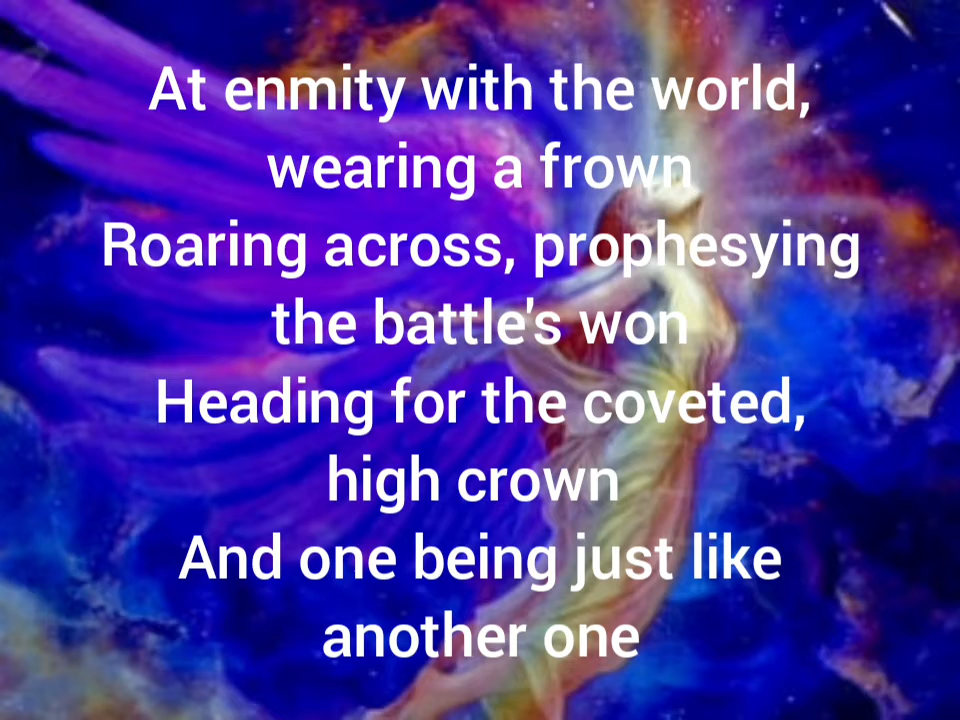 At enmity with the world,
wearing a frown
Roaring across, prophesying
the battle's won
Heading for the coveted,
high crown
And one being just like
another one